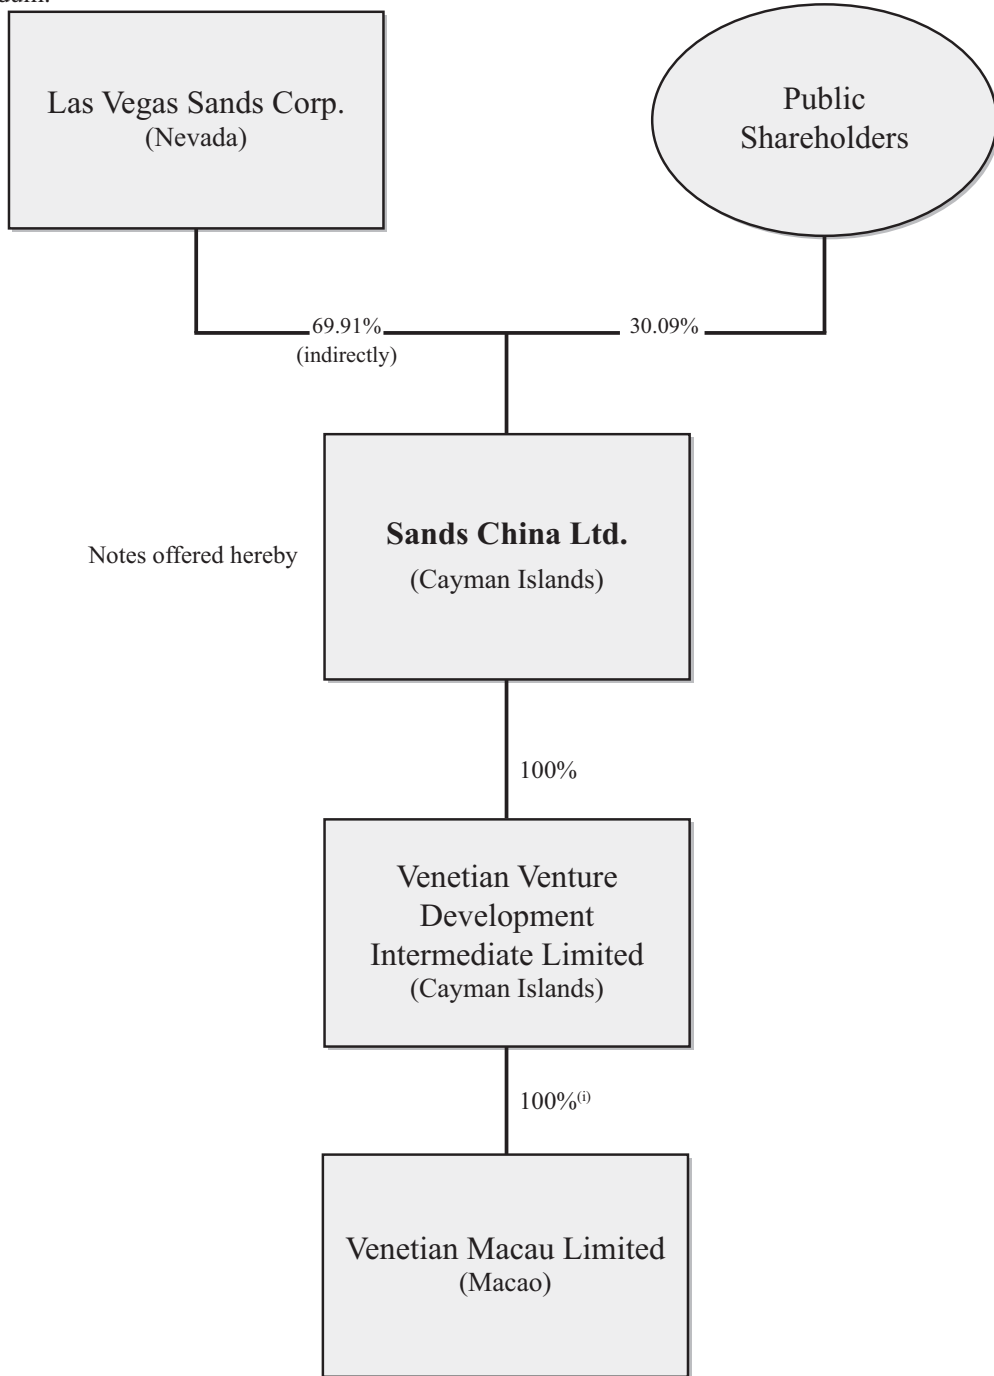 Las Vegas Sands Corp.
(Nevada)
Public
Shareholders
69.91%
(indirectly)
30.09%
Notes offered hereby
Sands China Ltd.
(Cayman Islands)
100%
Venetian Venture
Development
Intermediate Limited
(Cayman Islands)
100%(i)
Venetian Macau Limited
(Macao)